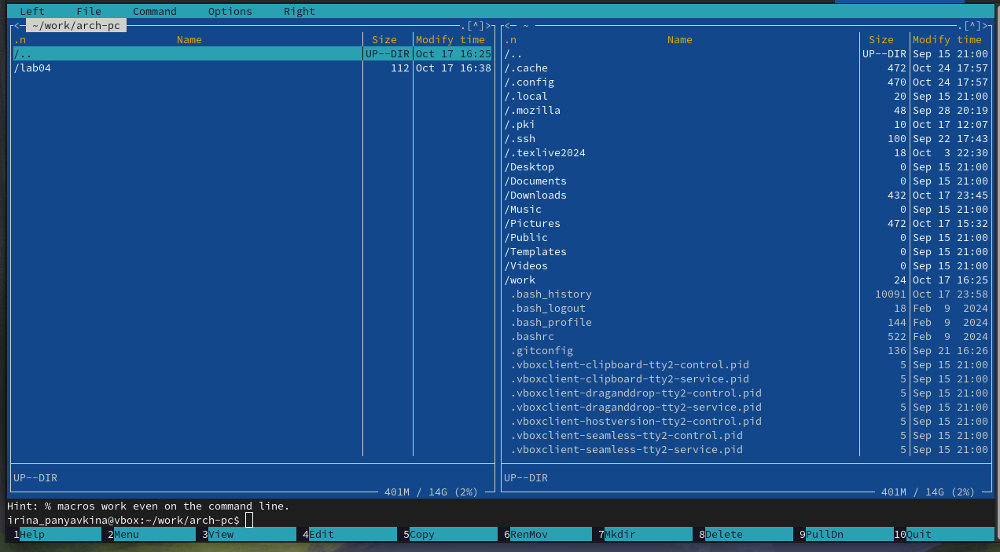 Left File Command Options Right
<─ ~/work/arch-pc ─.[^]>
.n Name Size Modify time
/.. UP--DIR Oct 17 16:25
/lab04 112 Oct 17 16:38
UP--DIR
401M / 14G (2%)
<─ ~ ─.[^]>
.n Name Size Modify time
/.. UP--DIR Sep 15 21:00
/.cache 472 Oct 24 17:57
/.config 470 Oct 24 17:57
/.local 20 Sep 15 21:00
/.mozilla 48 Sep 28 20:19
/.pki 10 Oct 17 12:07
/.ssh 100 Sep 22 17:43
/.texlive2024 18 Oct  3 22:30
/Desktop 0 Sep 15 21:00
/Documents 0 Sep 15 21:00
/Downloads 432 Oct 17 23:45
/Music 0 Sep 15 21:00
/Pictures 472 Oct 17 15:32
/Public 0 Sep 15 21:00
/Templates 0 Sep 15 21:00
/Videos 0 Sep 15 21:00
/work 24 Oct 17 16:25
.bash_history 10091 Oct 17 23:58
.bash_logout 18 Feb  9  2024
.bash_profile 144 Feb  9  2024
.bashrc 522 Feb  9  2024
.gitconfig 136 Sep 21 16:26
.vboxclient-clipboard-tty2-control.pid 5 Sep 15 21:00
.vboxclient-clipboard-tty2-service.pid 5 Sep 15 21:00
.vboxclient-draganddrop-tty2-control.pid 5 Sep 15 21:00
.vboxclient-draganddrop-tty2-service.pid 5 Sep 15 21:00
.vboxclient-hostversion-tty2-control.pid 5 Sep 15 21:00
.vboxclient-seamless-tty2-control.pid 5 Sep 15 21:00
.vboxclient-seamless-tty2-service.pid 5 Sep 15 21:00
UP--DIR
401M / 14G (2%)
Hint: % macros work even on the command line.
irina_panyavkina@vbox:~/work/arch-pc$
1Help 2Menu 3View 4Edit 5Copy 6RenMov 7Mkdir 8Delete 9PullDn 10Quit